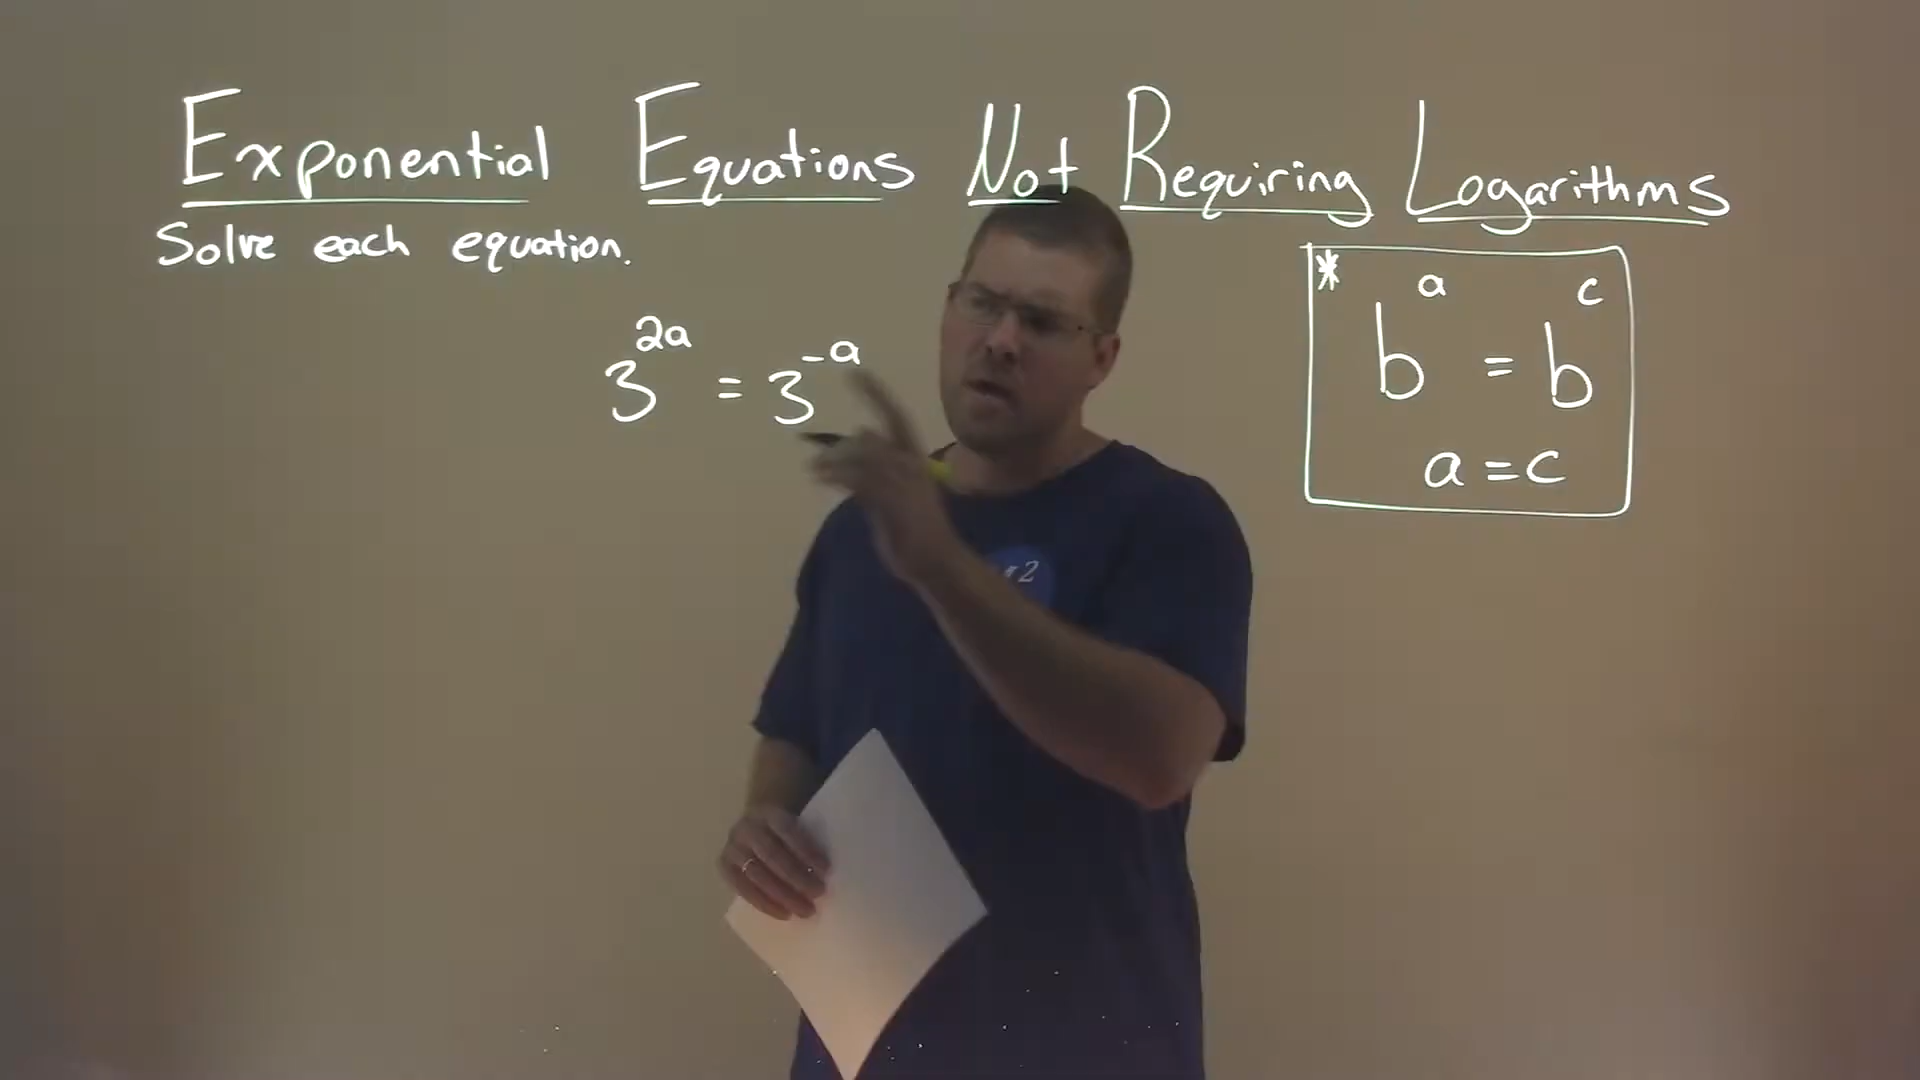 Exponential Equations Not Requiring Logarithms
Solve each equation.
* b^a = b^c
3^2a = 3^-a
a = c